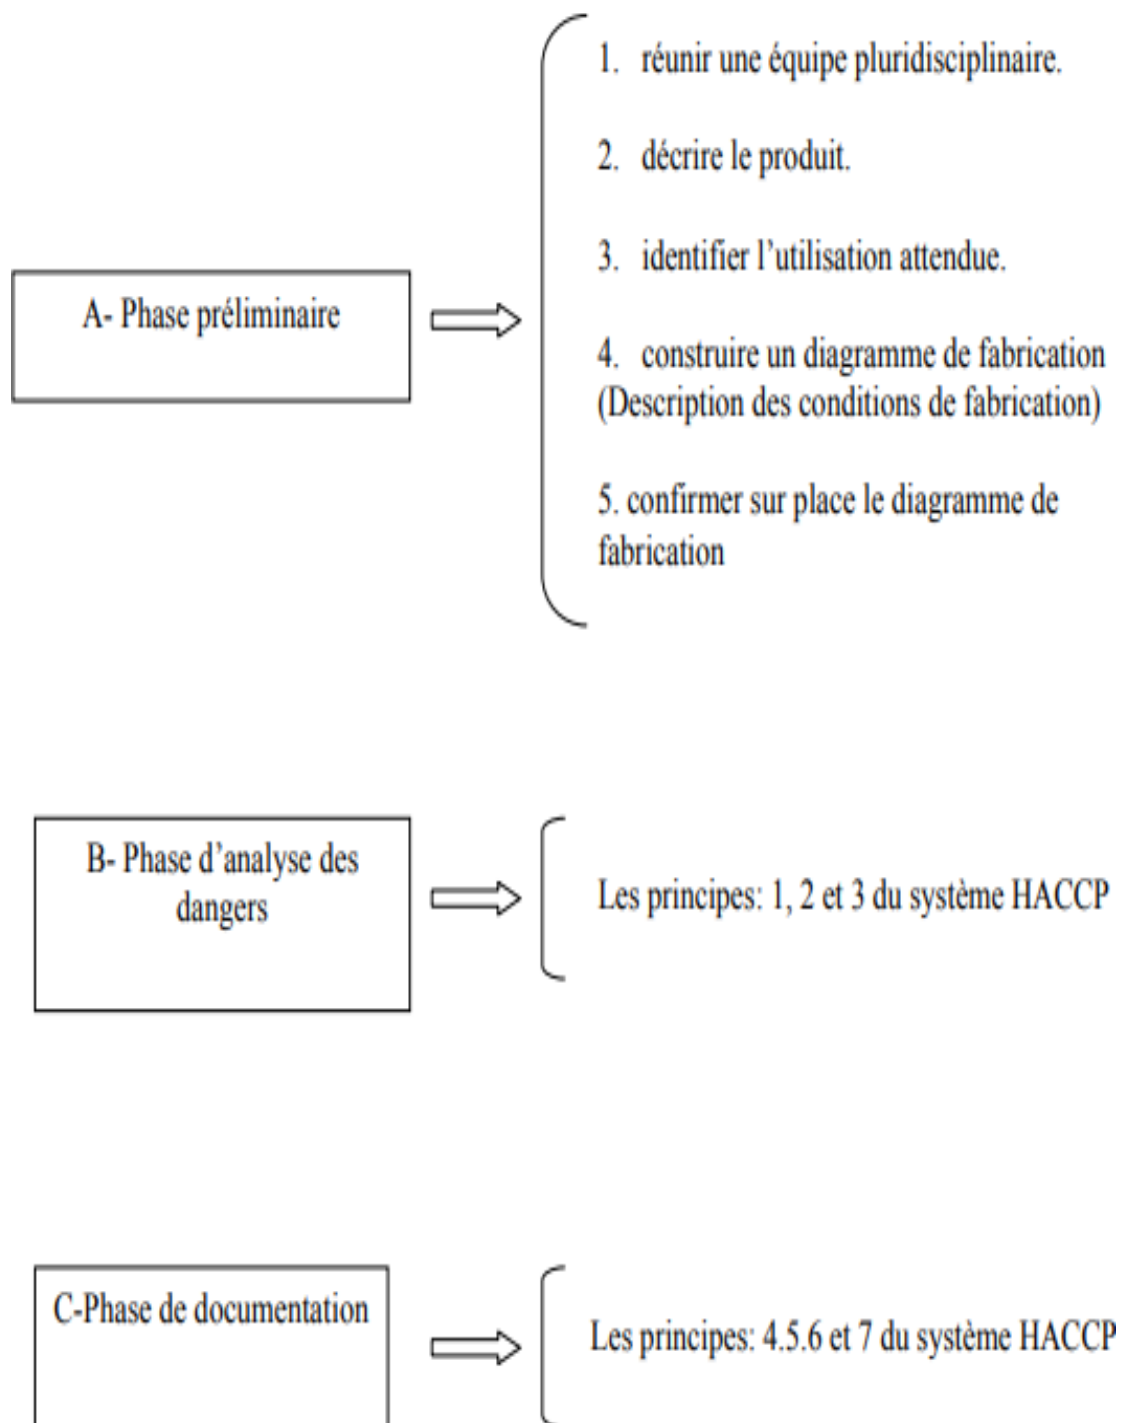 1. réunir une équipe pluridisciplinaire.
2. décrire le produit.
3. identifier l’utilisation attendue.
A- Phase préliminaire
4. construire un diagramme de fabrication
(Description des conditions de fabrication)
5. confirmer sur place le diagramme de
fabrication
B- Phase d’analyse des
dangers
Les principes: 1, 2 et 3 du système HACCP
C-Phase de documentation
Les principes: 4.5.6 et 7 du système HACCP